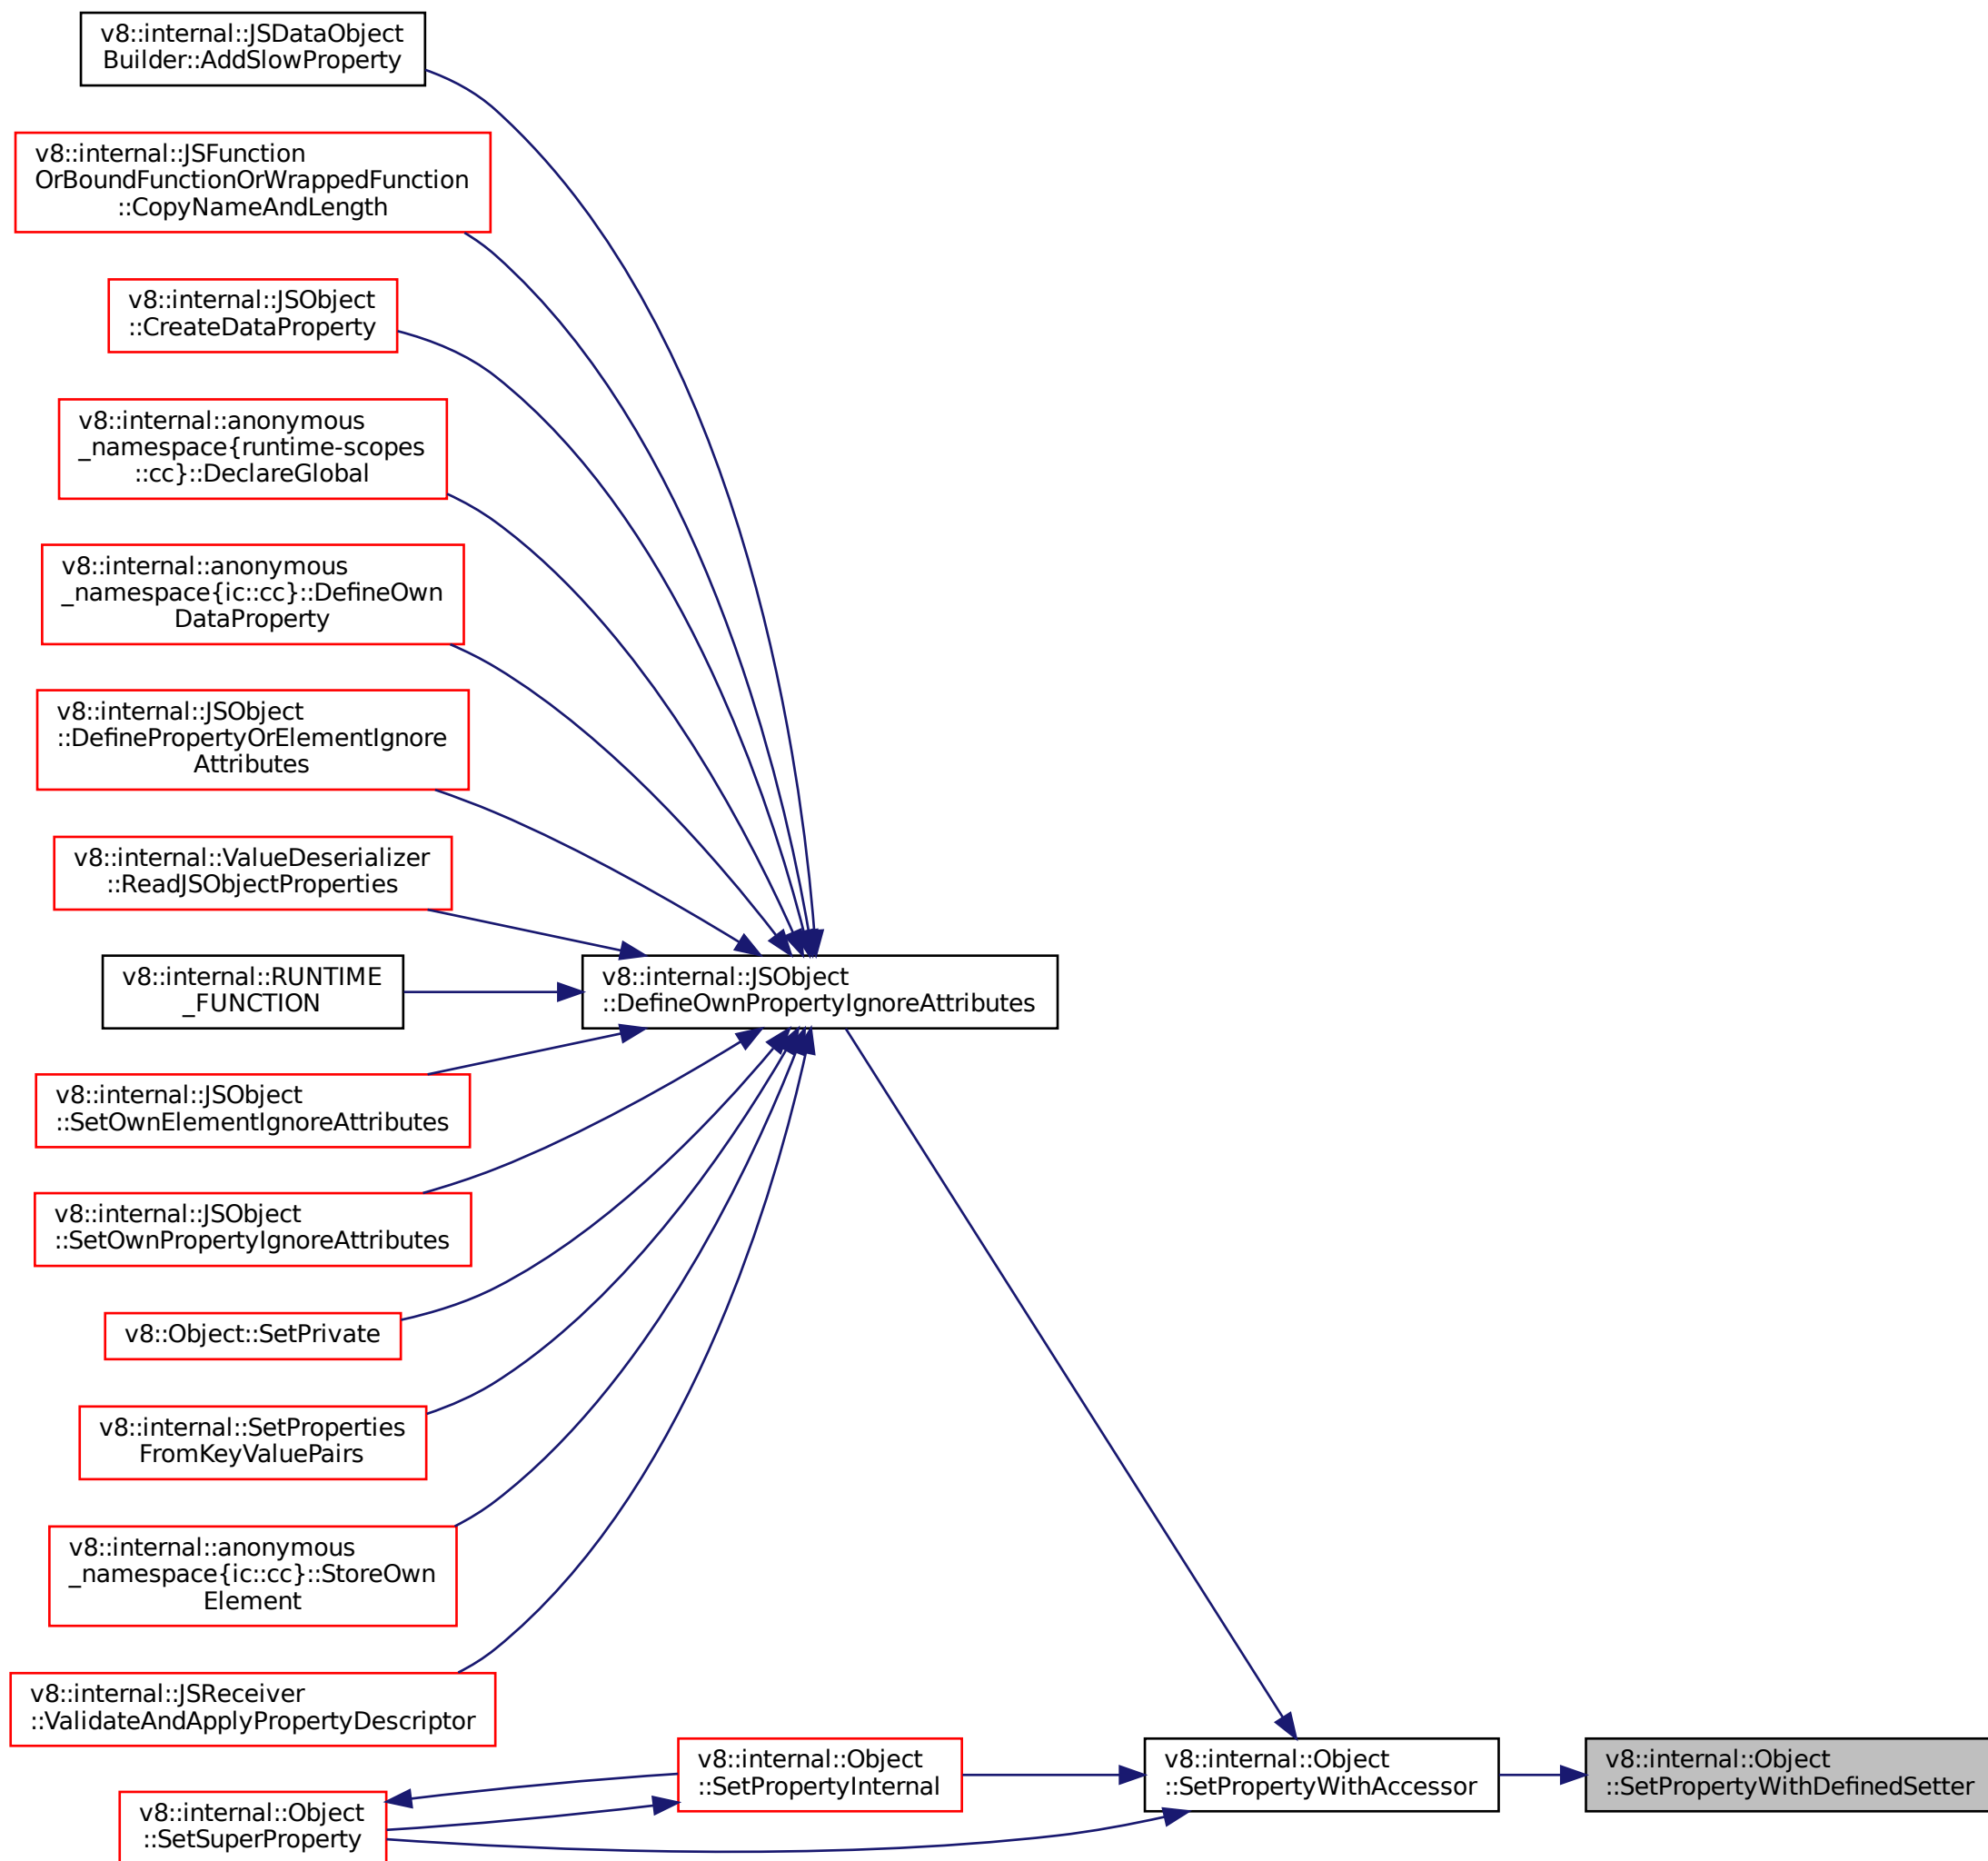 v8::internal::JSDataObject
Builder::AddSlowProperty
v8::internal::JSFunction
OrBoundFunctionOrWrappedFunction
::CopyNameAndLength
v8::internal::JSObject
::CreateDataProperty
v8::internal::anonymous
_namespace{runtime-scopes
::cc}::DeclareGlobal
v8::internal::anonymous
_namespace{ic::cc}::DefineOwn
DataProperty
v8::internal::JSObject
::DefinePropertyOrElementIgnore
Attributes
v8::internal::ValueDeserializer
::ReadJSObjectProperties
v8::internal::RUNTIME
_FUNCTION
v8::internal::JSObject
::DefineOwnPropertyIgnoreAttributes
v8::internal::JSObject
::SetOwnElementIgnoreAttributes
v8::internal::JSObject
::SetOwnPropertyIgnoreAttributes
v8::Object::SetPrivate
v8::internal::SetProperties
FromKeyValuePairs
v8::internal::anonymous
_namespace{ic::cc}::StoreOwn
Element
v8::internal::JSReceiver
::ValidateAndApplyPropertyDescriptor
v8::internal::Object
::SetSuperProperty
v8::internal::Object
::SetPropertyInternal
v8::internal::Object
::SetPropertyWithAccessor
v8::internal::Object
::SetPropertyWithDefinedSetter